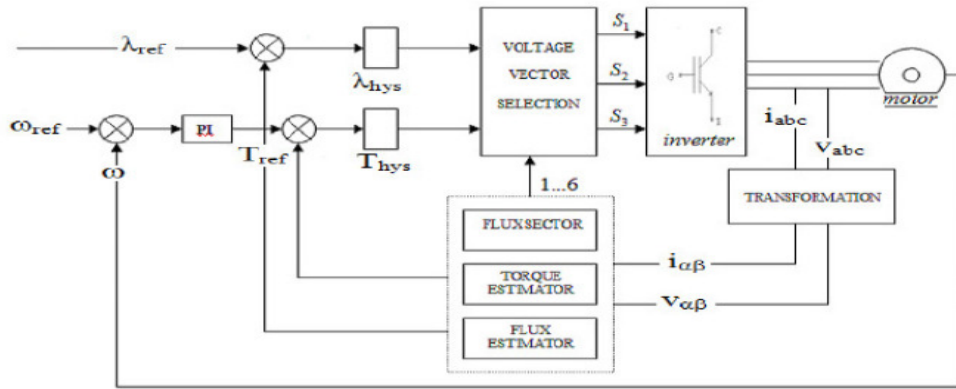 λref
λhys
VOLTAGE
VECTOR
SELECTION
S1
S2
S3
C
G
E
inverter
motor
ωref
PI
ω
Tref
Thys
iabc
vabc
1...6
TRANSFORMATION
FLUXSECTOR
TORQUE
ESTIMATOR
FLUX
ESTIMATOR
iαβ
vαβ